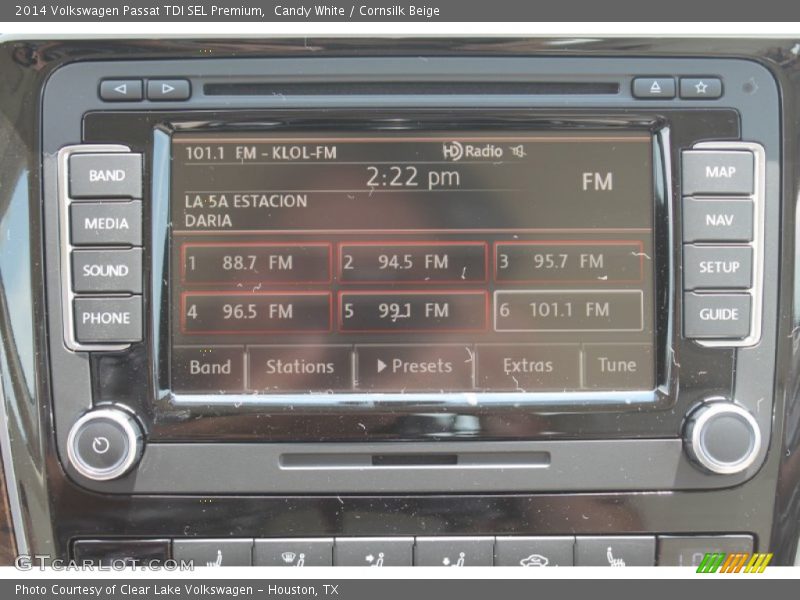 2014 Volkswagen Passat TDI SEL Premium,  Candy White / Cornsilk Beige
BAND
MEDIA
SOUND
PHONE
101.1 FM - KLOL-FM
HD Radio
2:22 pm
FM
LA 5A ESTACION
DARIA
1 88.7 FM
2 94.5 FM
3 95.7 FM
4 96.5 FM
5 99.1 FM
6 101.1 FM
Band
Stations
Presets
Extras
Tune
MAP
NAV
SETUP
GUIDE
GTcarlot.com
Photo Courtesy of Clear Lake Volkswagen - Houston, TX